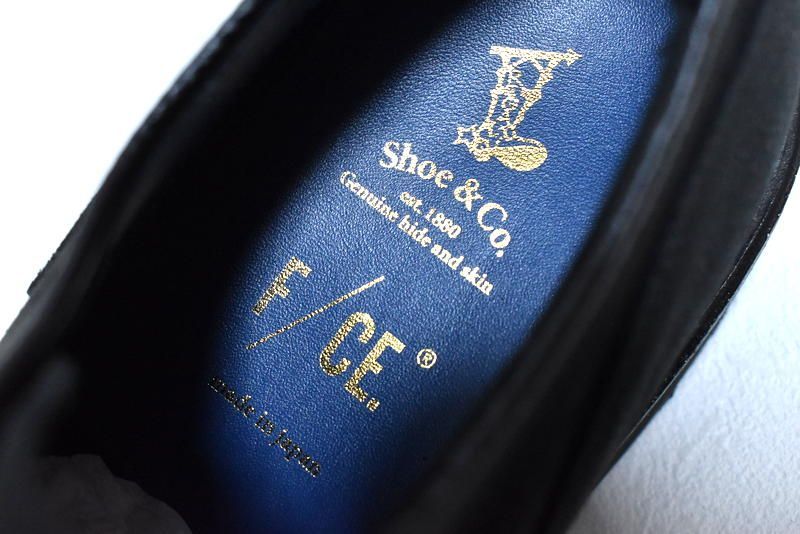 Shoe & Co.
est. 1880
Genuine hide and skin
F/CE®
made in japan